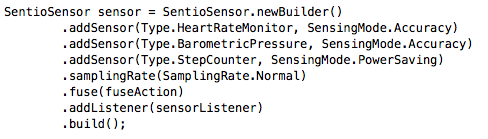 SentioSensor sensor = SentioSensor.newBuilder()
        .addSensor(Type.HeartRateMonitor, SensingMode.Accuracy)
        .addSensor(Type.BarometricPressure, SensingMode.Accuracy)
        .addSensor(Type.StepCounter, SensingMode.PowerSaving)
        .samplingRate(SamplingRate.Normal)
        .fuse(fuseAction)
        .addListener(sensorListener)
        .build();